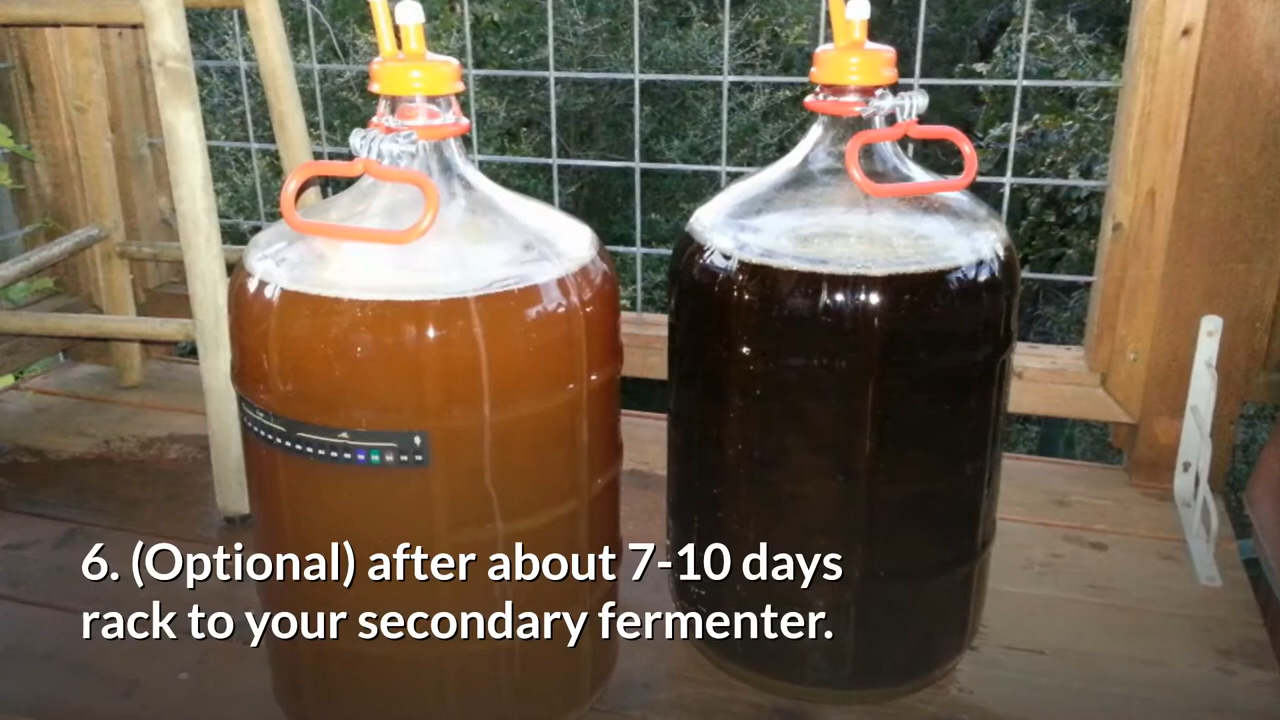 6. (Optional) after about 7-10 days
rack to your secondary fermenter.